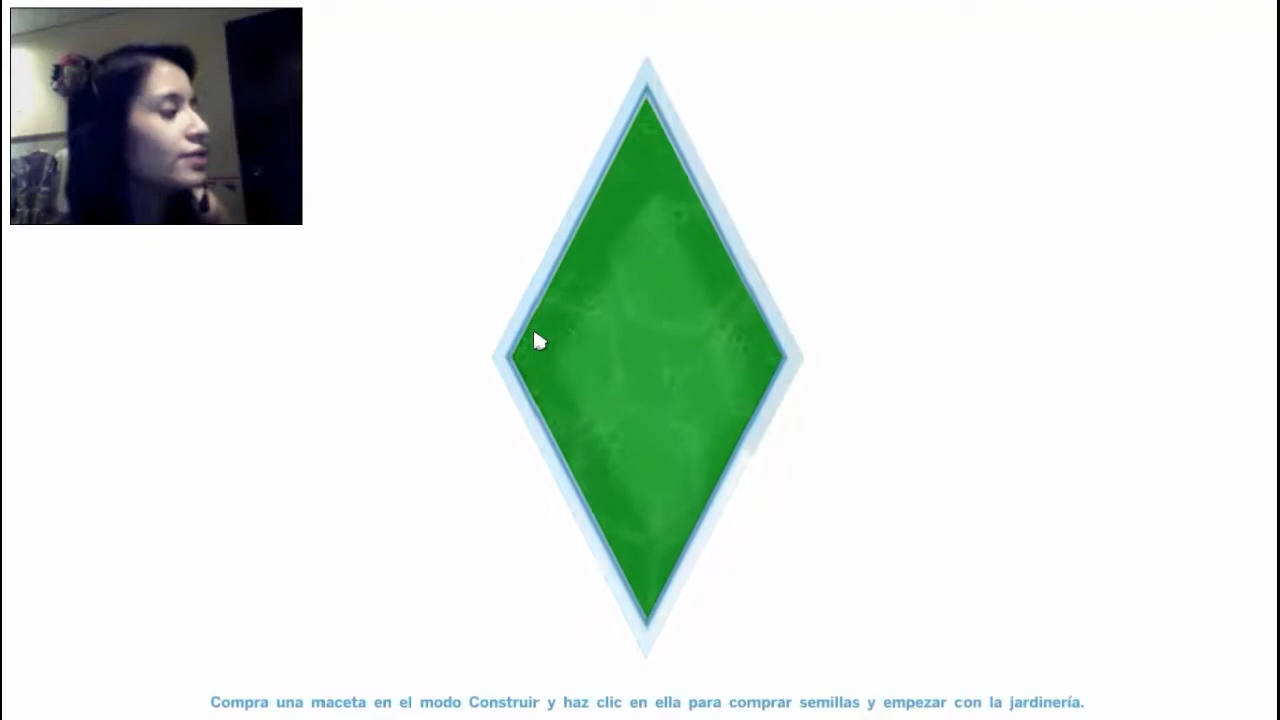 Compra una maceta en el modo Construir y haz clic en ella para comprar semillas y empezar con la jardinería.